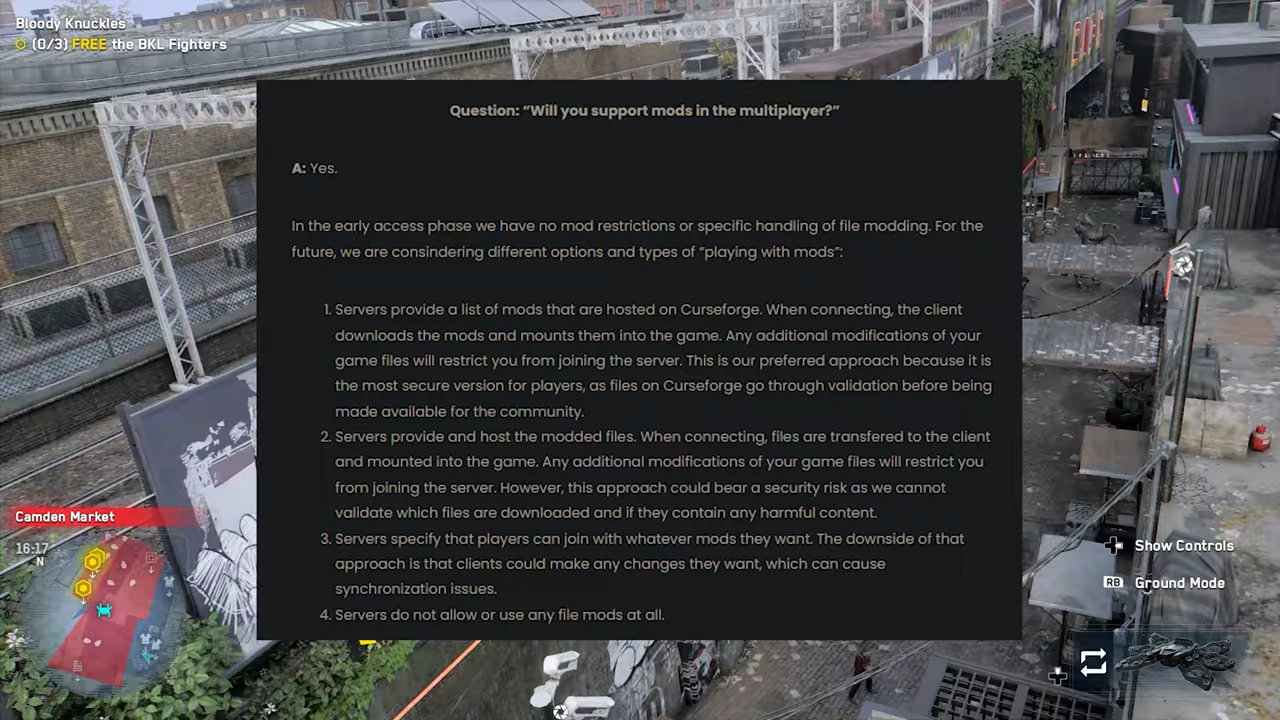 Bloody Knuckles
(0/3) FREE the BKL Fighters
Question: “Will you support mods in the multiplayer?”
A: Yes.
In the early access phase we have no mod restrictions or specific handling of file modding. For the
future, we are consindering different options and types of “playing with mods”:
1. Servers provide a list of mods that are hosted on Curseforge. When connecting, the client
downloads the mods and mounts them into the game. Any additional modifications of your
game files will restrict you from joining the server. This is our preferred approach because it is
the most secure version for players, as files on Curseforge go through validation before being
made available for the community.
2. Servers provide and host the modded files. When connecting, files are transfered to the client
and mounted into the game. Any additional modifications of your game files will restrict you
from joining the server. However, this approach could bear a security risk as we cannot
validate which files are downloaded and if they contain any harmful content.
3. Servers specify that players can join with whatever mods they want. The downside of that
approach is that clients could make any changes they want, which can cause
synchronization issues.
4. Servers do not allow or use any file mods at all.
Camden Market
16:17
N
Show Controls
RB Ground Mode